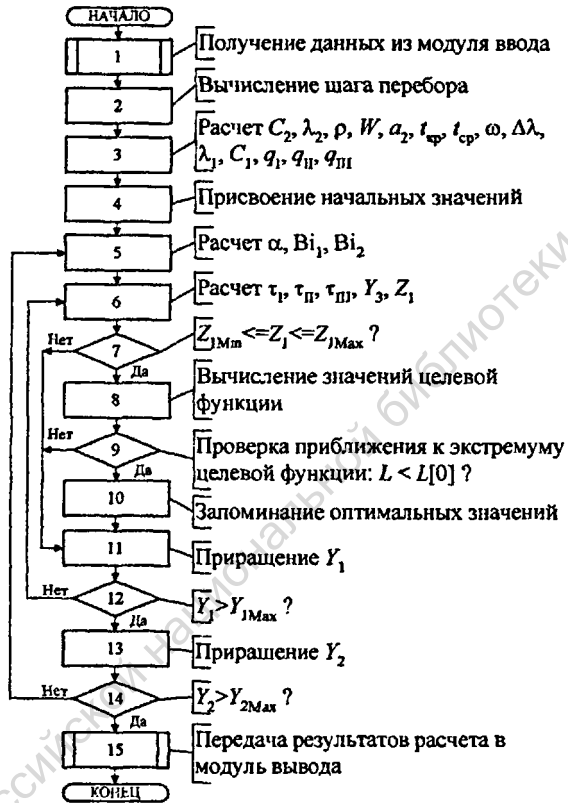 НАЧАЛО
1
Получение данных из модуля ввода
2
Вычисление шага перебора
3
Расчет C₂, λ₂, ρ, W, a₂, tкр, tср, ω, Δλ,
λ₁, C₁, qI, qII, qIII
4
Присвоение начальных значений
5
Расчет α, Bi₁, Bi₂
6
Расчет τI, τII, τIII, Y₃, Z₁
Нет
7
Z1Min<=Z₁<=Z1Max ?
Да
8
Вычисление значений целевой
функции
Нет
9
Проверка приближения к экстремуму
целевой функции: L < L[0] ?
Да
10
Запоминание оптимальных значений
11
Приращение Y₁
Нет
12
Y₁>Y1Max ?
Да
13
Приращение Y₂
Нет
14
Y₂>Y2Max ?
Да
15
Передача результатов расчета в
модуль вывода
КОНЕЦ
ссийской национальной библиотеки